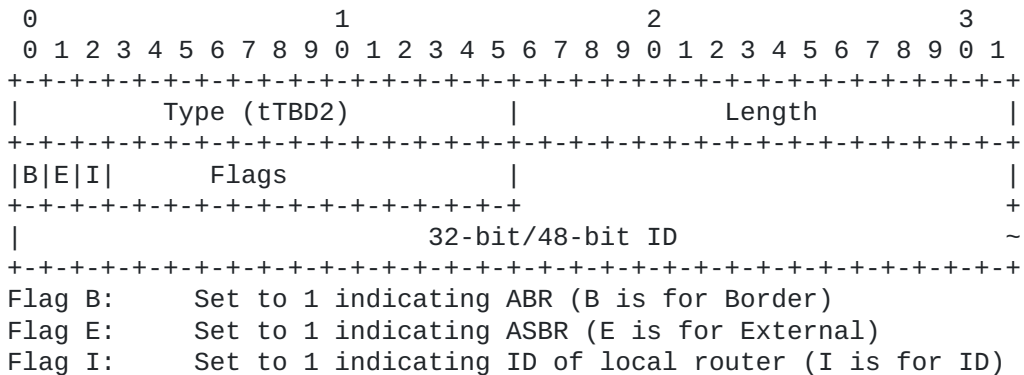 0                   1                   2                   3
 0 1 2 3 4 5 6 7 8 9 0 1 2 3 4 5 6 7 8 9 0 1 2 3 4 5 6 7 8 9 0 1
+-+-+-+-+-+-+-+-+-+-+-+-+-+-+-+-+-+-+-+-+-+-+-+-+-+-+-+-+-+-+-+-+
|         Type (tTBD2)          |             Length            |
+-+-+-+-+-+-+-+-+-+-+-+-+-+-+-+-+-+-+-+-+-+-+-+-+-+-+-+-+-+-+-+-+
|B|E|I|      Flags              |                               |
+-+-+-+-+-+-+-+-+-+-+-+-+-+-+-+-+                               +
|                          32-bit/48-bit ID                     ~
+-+-+-+-+-+-+-+-+-+-+-+-+-+-+-+-+-+-+-+-+-+-+-+-+-+-+-+-+-+-+-+-+
Flag B:     Set to 1 indicating ABR (B is for Border)
Flag E:     Set to 1 indicating ASBR (E is for External)
Flag I:     Set to 1 indicating ID of local router (I is for ID)